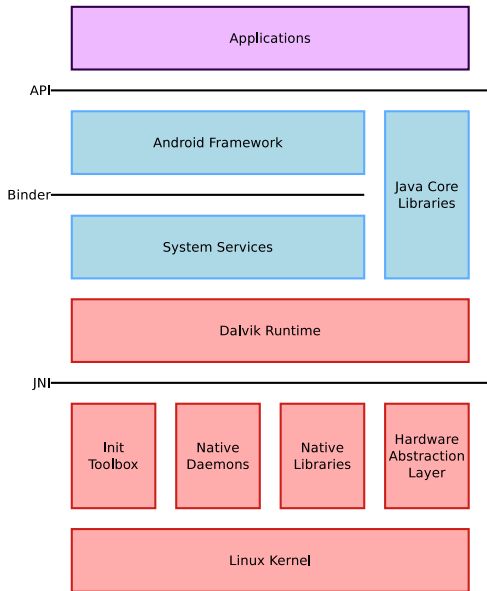 Applications
API
Android Framework
Java Core
Libraries
Binder
System Services
Dalvik Runtime
JNI
Init
Toolbox
Native
Daemons
Native
Libraries
Hardware
Abstraction
Layer
Linux Kernel